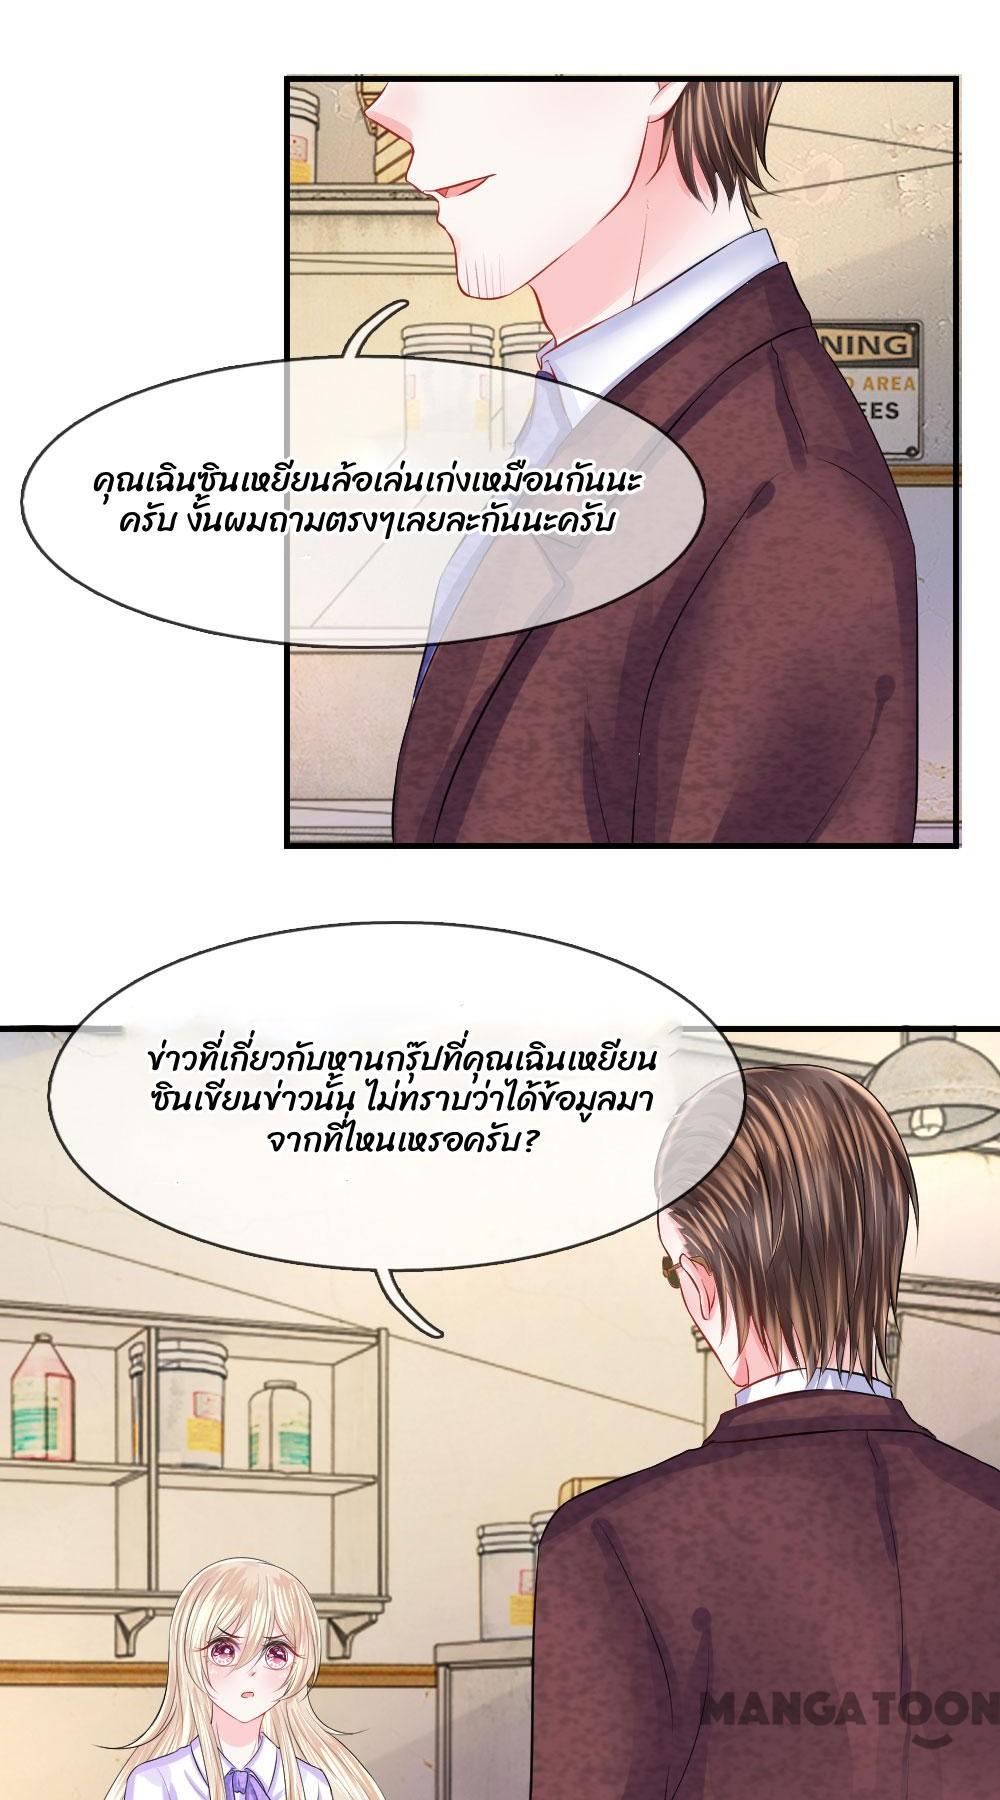 NING
AREA
EES
คุณเฉินซินเหยียนล้อเล่นเก่งเหมือนกันนะ
ครับ งั้นผมถามตรงๆเลยละกันนะครับ
ข่าวที่เกี่ยวกับหานกรุ๊ปที่คุณเฉินเหยียน
ซินเขียนข่าวนั้น ไม่ทราบว่าได้ข้อมูลมา
จากที่ไหนเหรอครับ?
MANGATOON